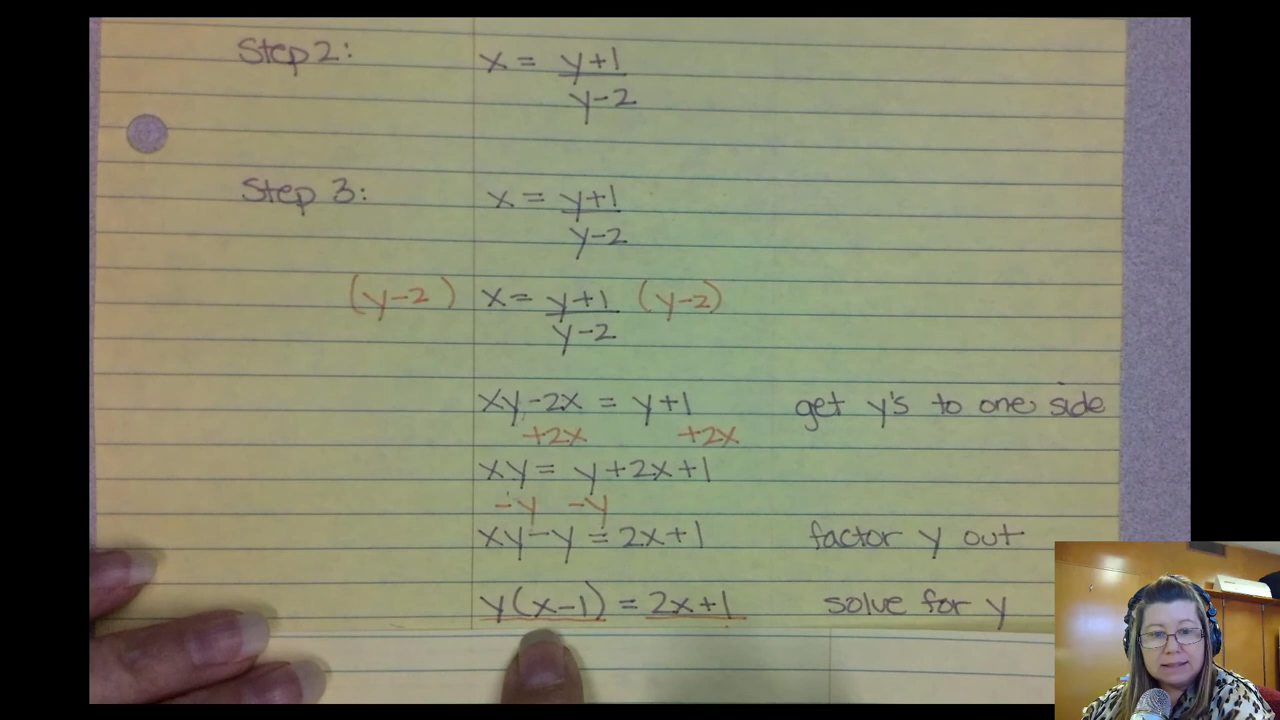 Step 2: x = y+1
y-2
Step 3: x = y+1
y-2
(y-2) x = y+1 (y-2)
y-2
xy-2x = y+1 get y's to one side
+2x +2x
xy = y+2x+1
-y -y
xy-y = 2x+1 factor y out
y(x-1) = 2x+1 solve for y